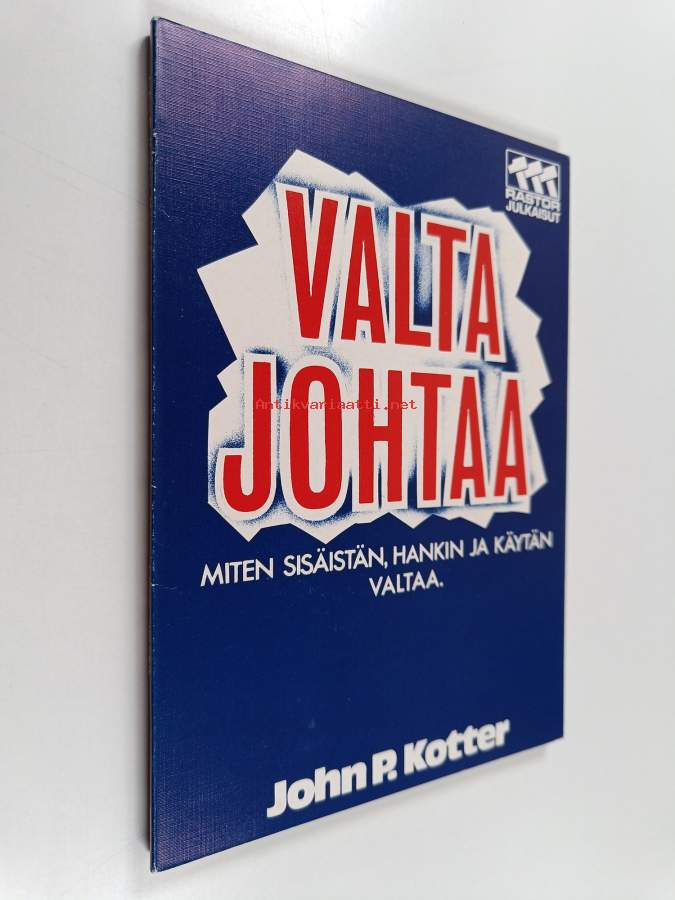 RASTOR
JULKAISUT
VALTA
JOHTAA
Antikvariaatti.net
MITEN SISÄISTÄN, HANKIN JA KÄYTÄN
VALTAA.
John P. Kotter